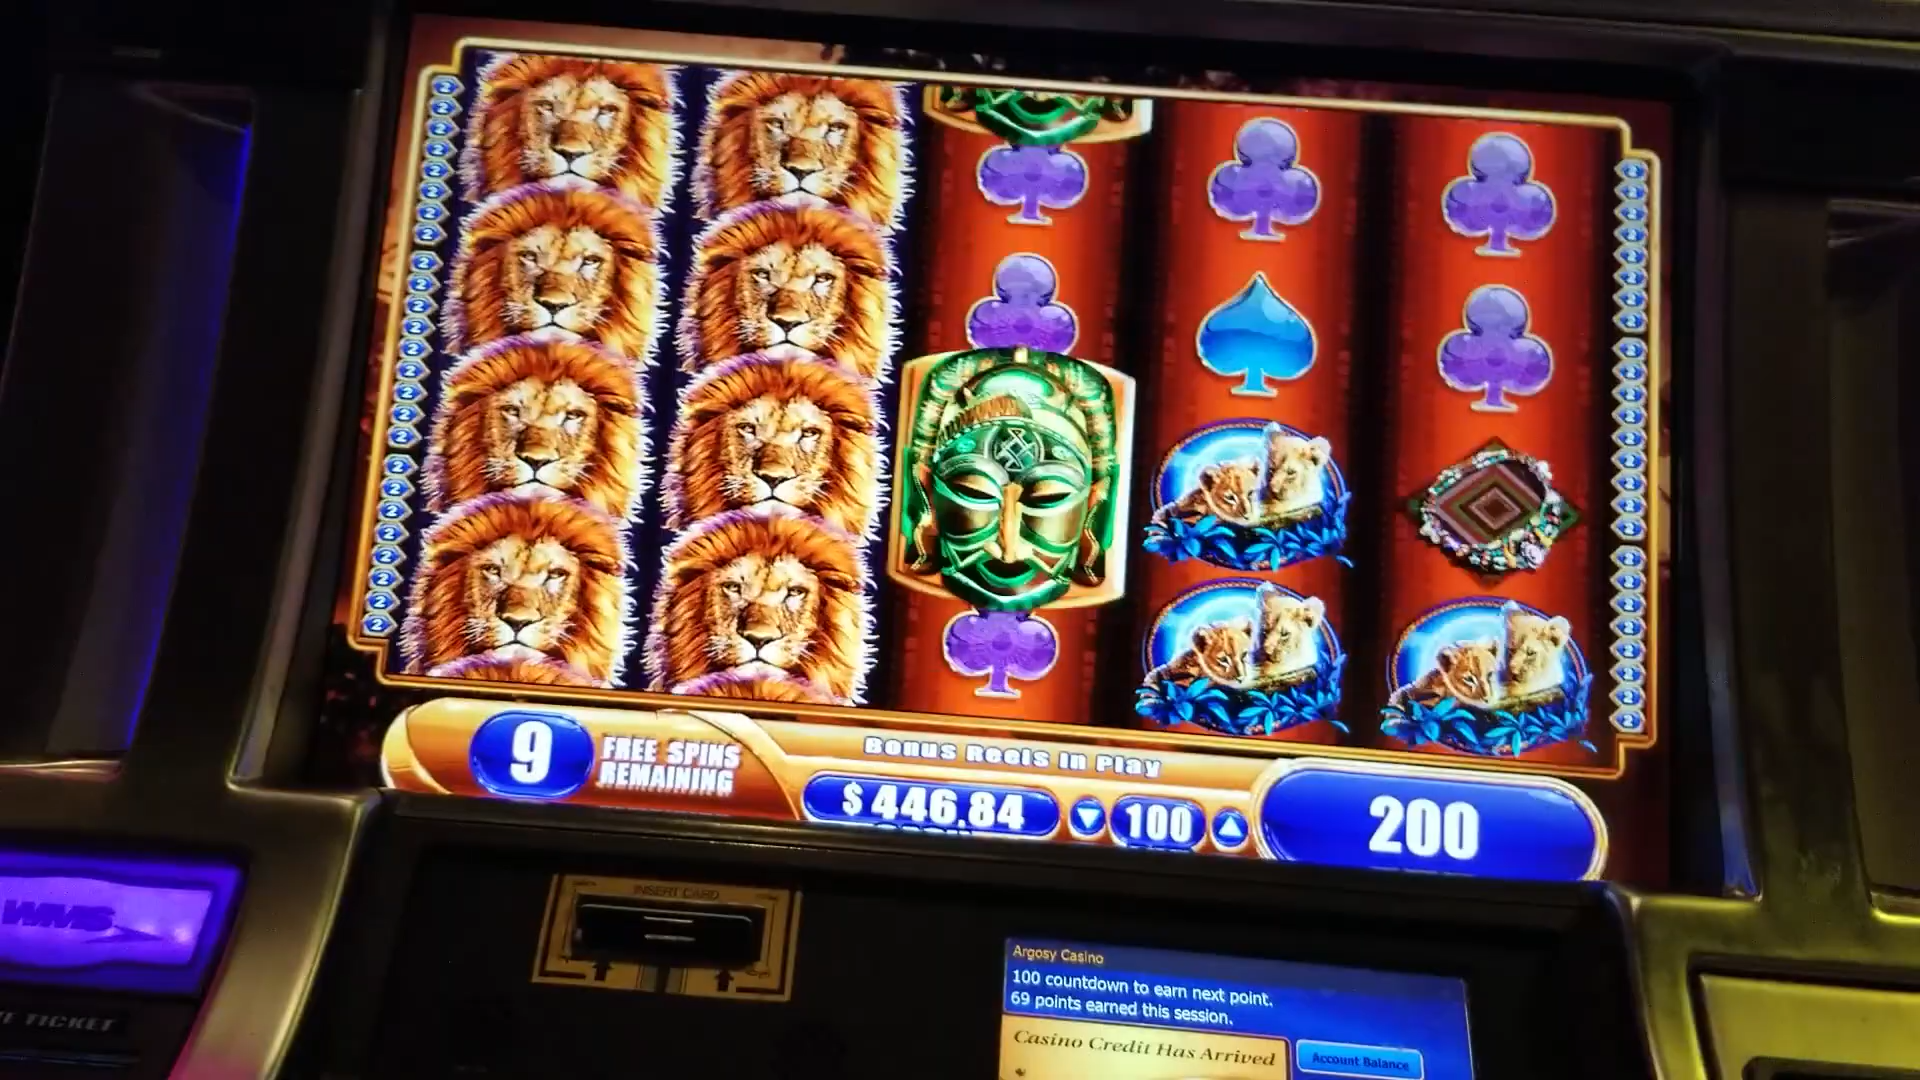 9
FREE SPINS
REMAINING
Bonus Reels In Play
$446.84
100
200
INSERT CARD
WMS
TICKET
Argosy Casino
100 countdown to earn next point.
69 points earned this session.
Casino Credit Has Arrived
Account Balance